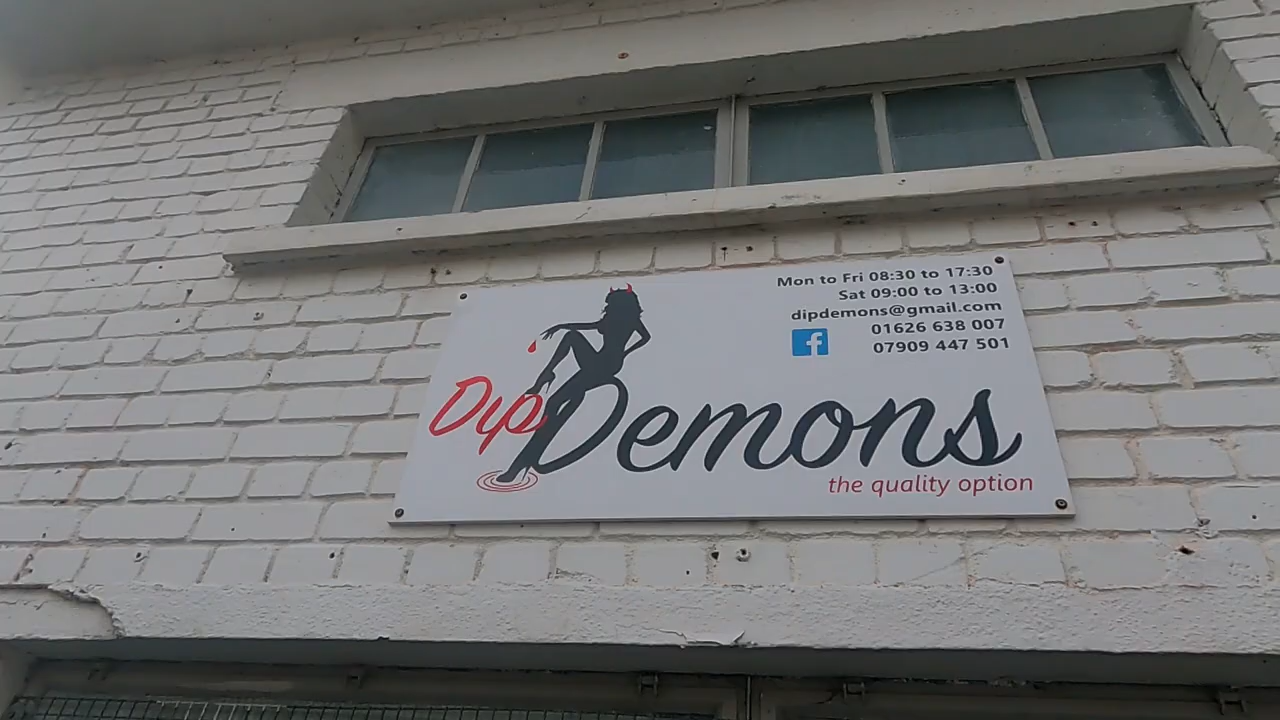 Mon to Fri 08:30 to 17:30
Sat 09:00 to 13:00
dipdemons@gmail.com
f 01626 638 007
07909 447 501
Dip Demons
the quality option